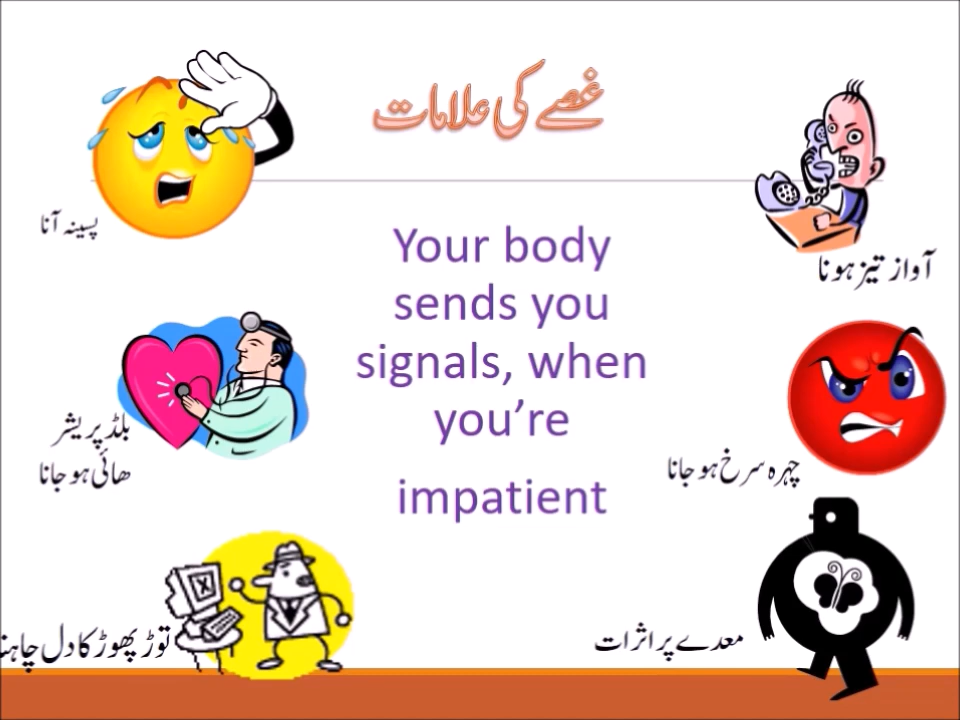 غصے کی علامات
پسینہ آنا
آواز تیز ہونا
Your body
sends you
signals, when
you’re
impatient
بلڈ پریشر
ھائی ہو جانا
چہرہ سرخ ہو جانا
توڑ پھوڑ کا دل چاہنا
معدے پر اثرات